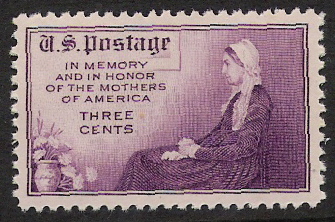 U.S. Postage
IN MEMORY
AND IN HONOR
OF THE MOTHERS
OF AMERICA
THREE
CENTS